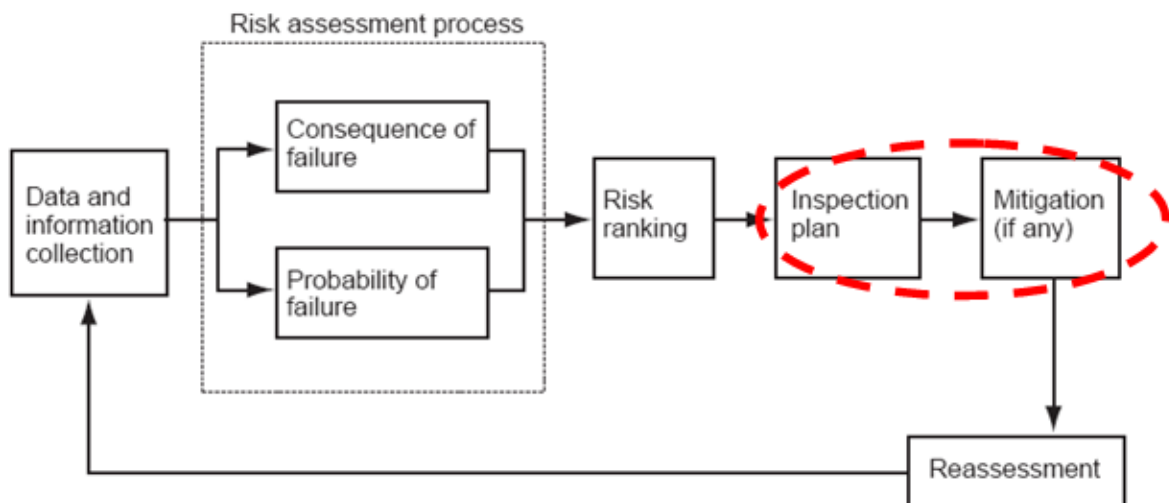 Risk assessment process
Consequence of
failure
Data and
information
collection
Probability of
failure
Risk
ranking
Inspection
plan
Mitigation
(if any)
Reassessment